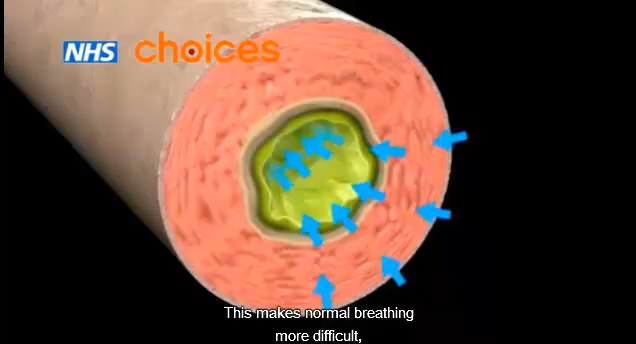 NHS choices
This makes normal breathing
more difficult,